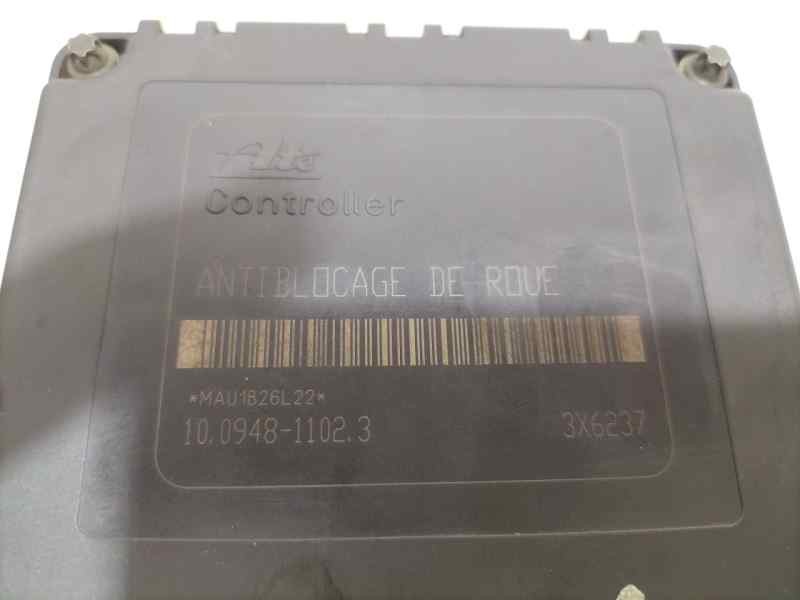 Ate
Controller
ANTIBLOCAGE DE ROUE
*MAU1826L22*
10.0948-1102.3 3X6237